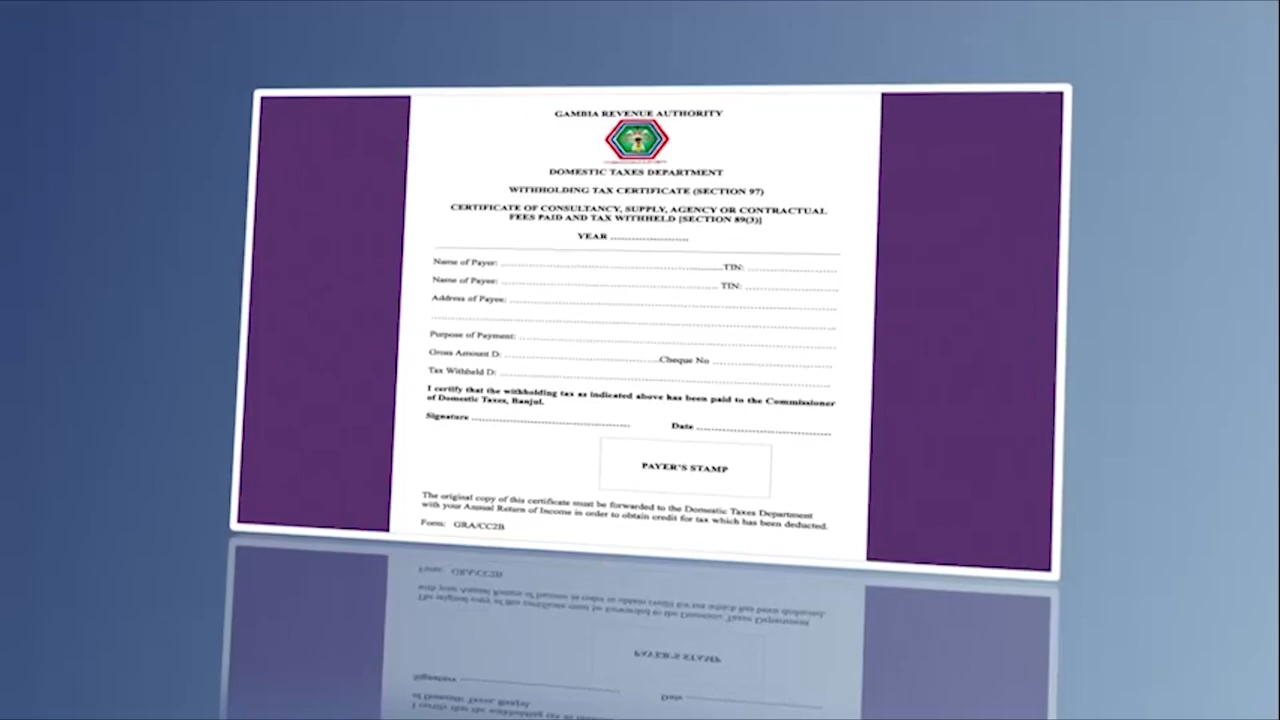 GAMBIA REVENUE AUTHORITY
DOMESTIC TAXES DEPARTMENT
WITHHOLDING TAX CERTIFICATE (SECTION 97)
CERTIFICATE OF CONSULTANCY, SUPPLY, AGENCY OR CONTRACTUAL
FEES PAID AND TAX WITHHELD [SECTION 89(3)]
YEAR ........................
Name of Payer: ........................ TIN: ........................
Name of Payee: ........................ TIN: ........................
Address of Payee: ........................
Purpose of Payment: ........................
Gross Amount D: ........................ Cheque No ........................
Tax Withheld D: ........................
I certify that the withholding tax as indicated above has been paid to the Commissioner
of Domestic Taxes, Banjul.
Signature ........................ Date ........................
PAYER'S STAMP
The original copy of this certificate must be forwarded to the Domestic Taxes Department
with your Annual Return of Income in order to obtain credit for tax which has been deducted.
Form: GRA/CC2B